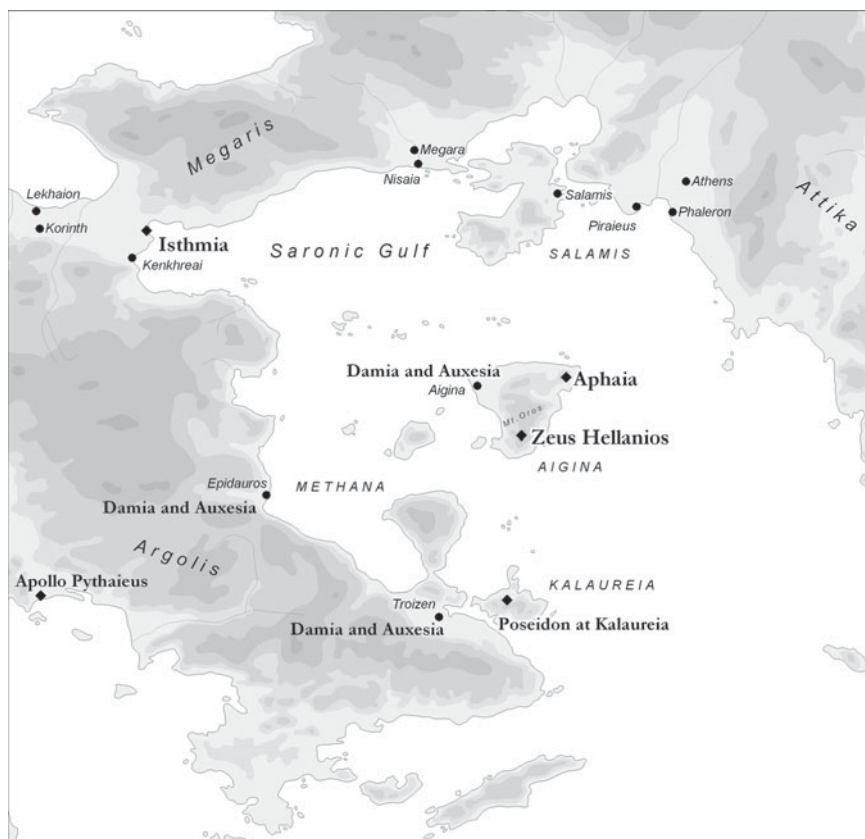 Megaris
Megara
Nisaia
Athens
Attika
Lekhaion
Salamis
Piraieus
Phaleron
Korinth
Isthmia
Saronic Gulf
SALAMIS
Kenkhreai
Damia and Auxesia
Aphaia
Aigina
Mt Oros
Zeus Hellanios
AIGINA
Epidauros
METHANA
Damia and Auxesia
Argolis
Apollo Pythaieus
KALAUREIA
Troizen
Poseidon at Kalaureia
Damia and Auxesia